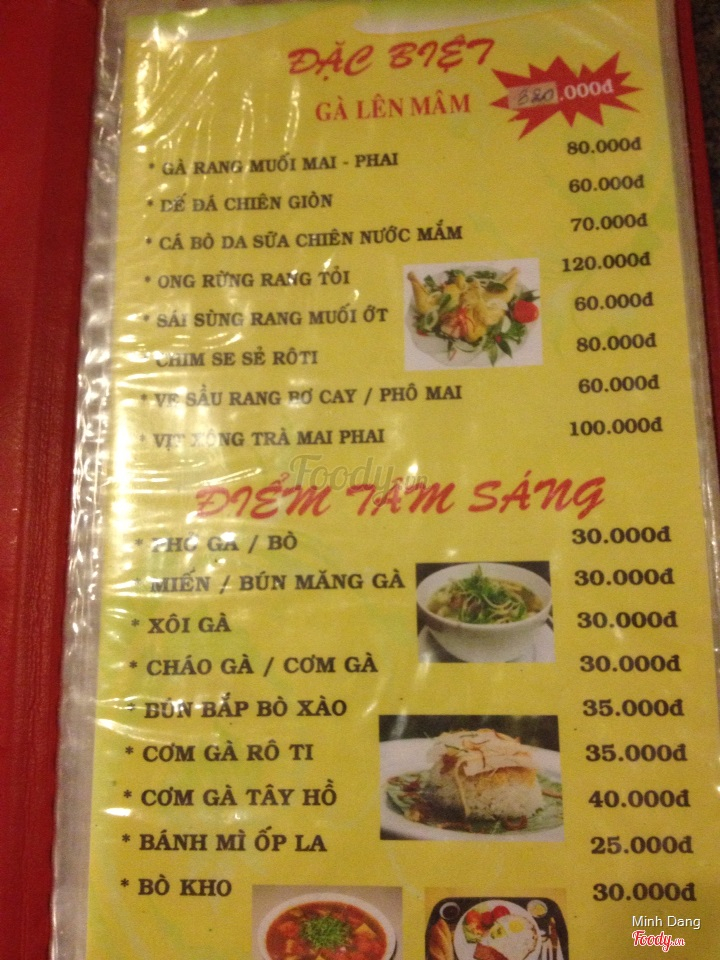 ĐẶC BIỆT
GÀ LÊN MÂM 320.000đ
* GÀ RANG MUỐI MAI - PHAI 80.000đ
* DẾ ĐÁ CHIÊN GIÒN 60.000đ
* CÁ BÒ DA SỮA CHIÊN NƯỚC MẮM 70.000đ
* ONG RỪNG RANG TỎI 120.000đ
* SÁI SÙNG RANG MUỐI ỚT 60.000đ
* CHIM SE SẺ RÔTI 80.000đ
* VE SẦU RANG BƠ CAY / PHÔ MAI 60.000đ
* VỊT XÔNG TRÀ MAI PHAI 100.000đ
Foody.vn
ĐIỂM TÂM SÁNG
* PHỞ GÀ / BÒ 30.000đ
* MIẾN / BÚN MĂNG GÀ 30.000đ
* XÔI GÀ 30.000đ
* CHÁO GÀ / CƠM GÀ 30.000đ
* BÚN BẮP BÒ XÀO 35.000đ
* CƠM GÀ RÔ TI 35.000đ
* CƠM GÀ TÂY HỒ 40.000đ
* BÁNH MÌ ỐP LA 25.000đ
* BÒ KHO 30.000đ
Minh Dang
Foody.vn